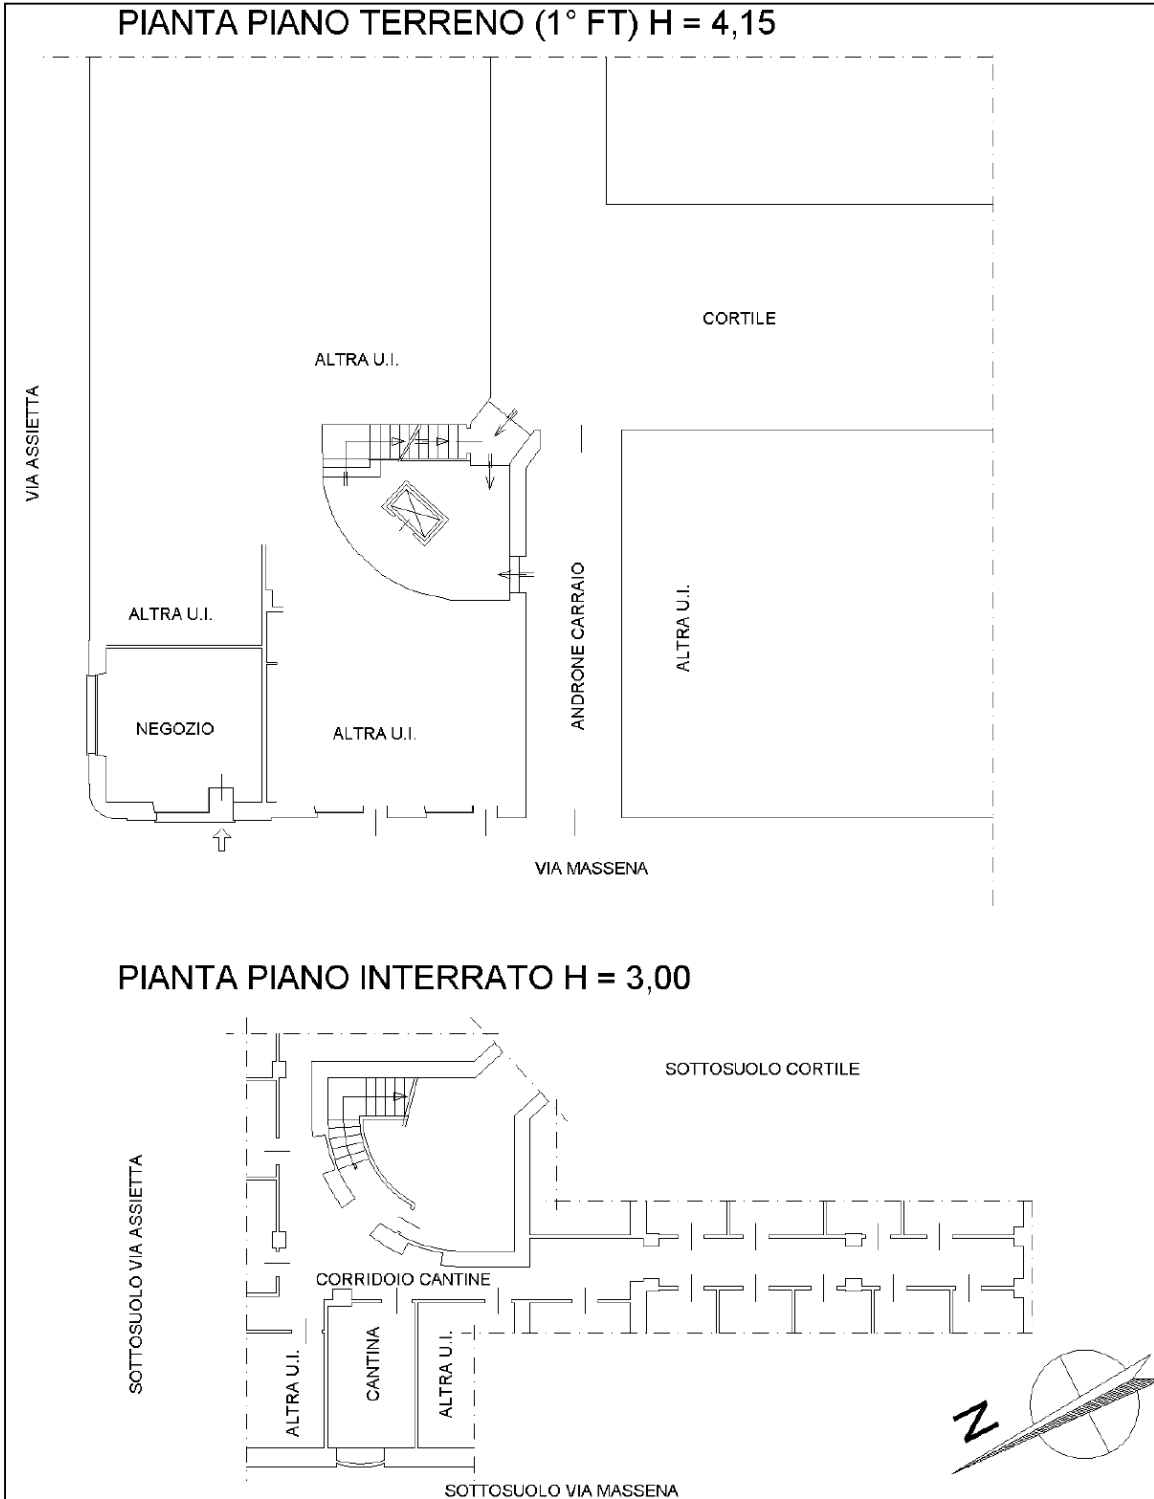 PIANTA PIANO TERRENO (1° FT) H = 4,15
CORTILE
ALTRA U.I.
VIA ASSIETTA
ALTRA U.I.
ANDRONE CARRAIO
ALTRA U.I.
NEGOZIO
ALTRA U.I.
VIA MASSENA
PIANTA PIANO INTERRATO H = 3,00
SOTTOSUOLO CORTILE
SOTTOSUOLO VIA ASSIETTA
CORRIDOIO CANTINE
ALTRA U.I.
CANTINA
ALTRA U.I.
N
SOTTOSUOLO VIA MASSENA